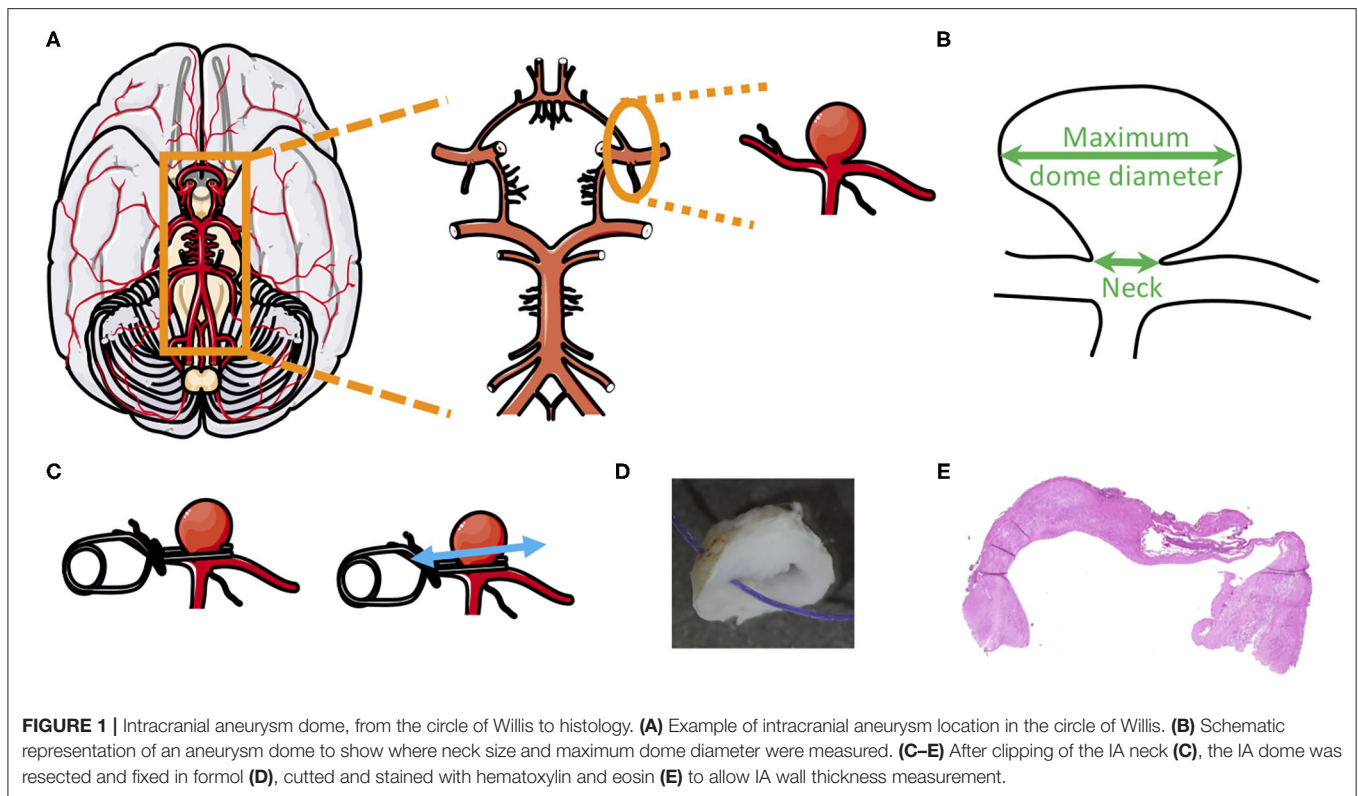 A
B
Maximum
dome diameter
Neck
C
D
E
FIGURE 1 | Intracranial aneurysm dome, from the circle of Willis to histology. (A) Example of intracranial aneurysm location in the circle of Willis. (B) Schematic
representation of an aneurysm dome to show where neck size and maximum dome diameter were measured. (C–E) After clipping of the IA neck (C), the IA dome was
resected and fixed in formol (D), cutted and stained with hematoxylin and eosin (E) to allow IA wall thickness measurement.